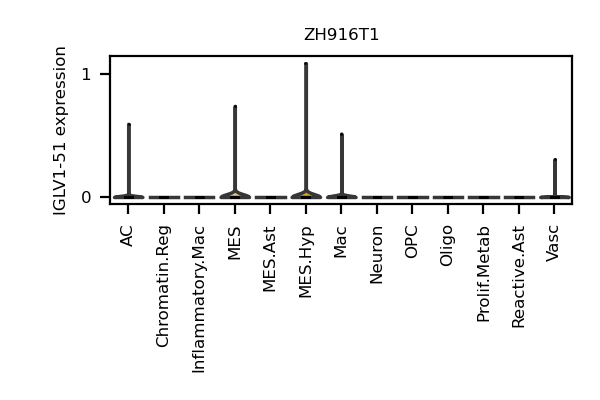 ZH916T1
IGLV1-51 expression
1
0
AC
Chromatin.Reg
Inflammatory.Mac
MES
MES.Ast
MES.Hyp
Mac
Neuron
OPC
Oligo
Prolif.Metab
Reactive.Ast
Vasc